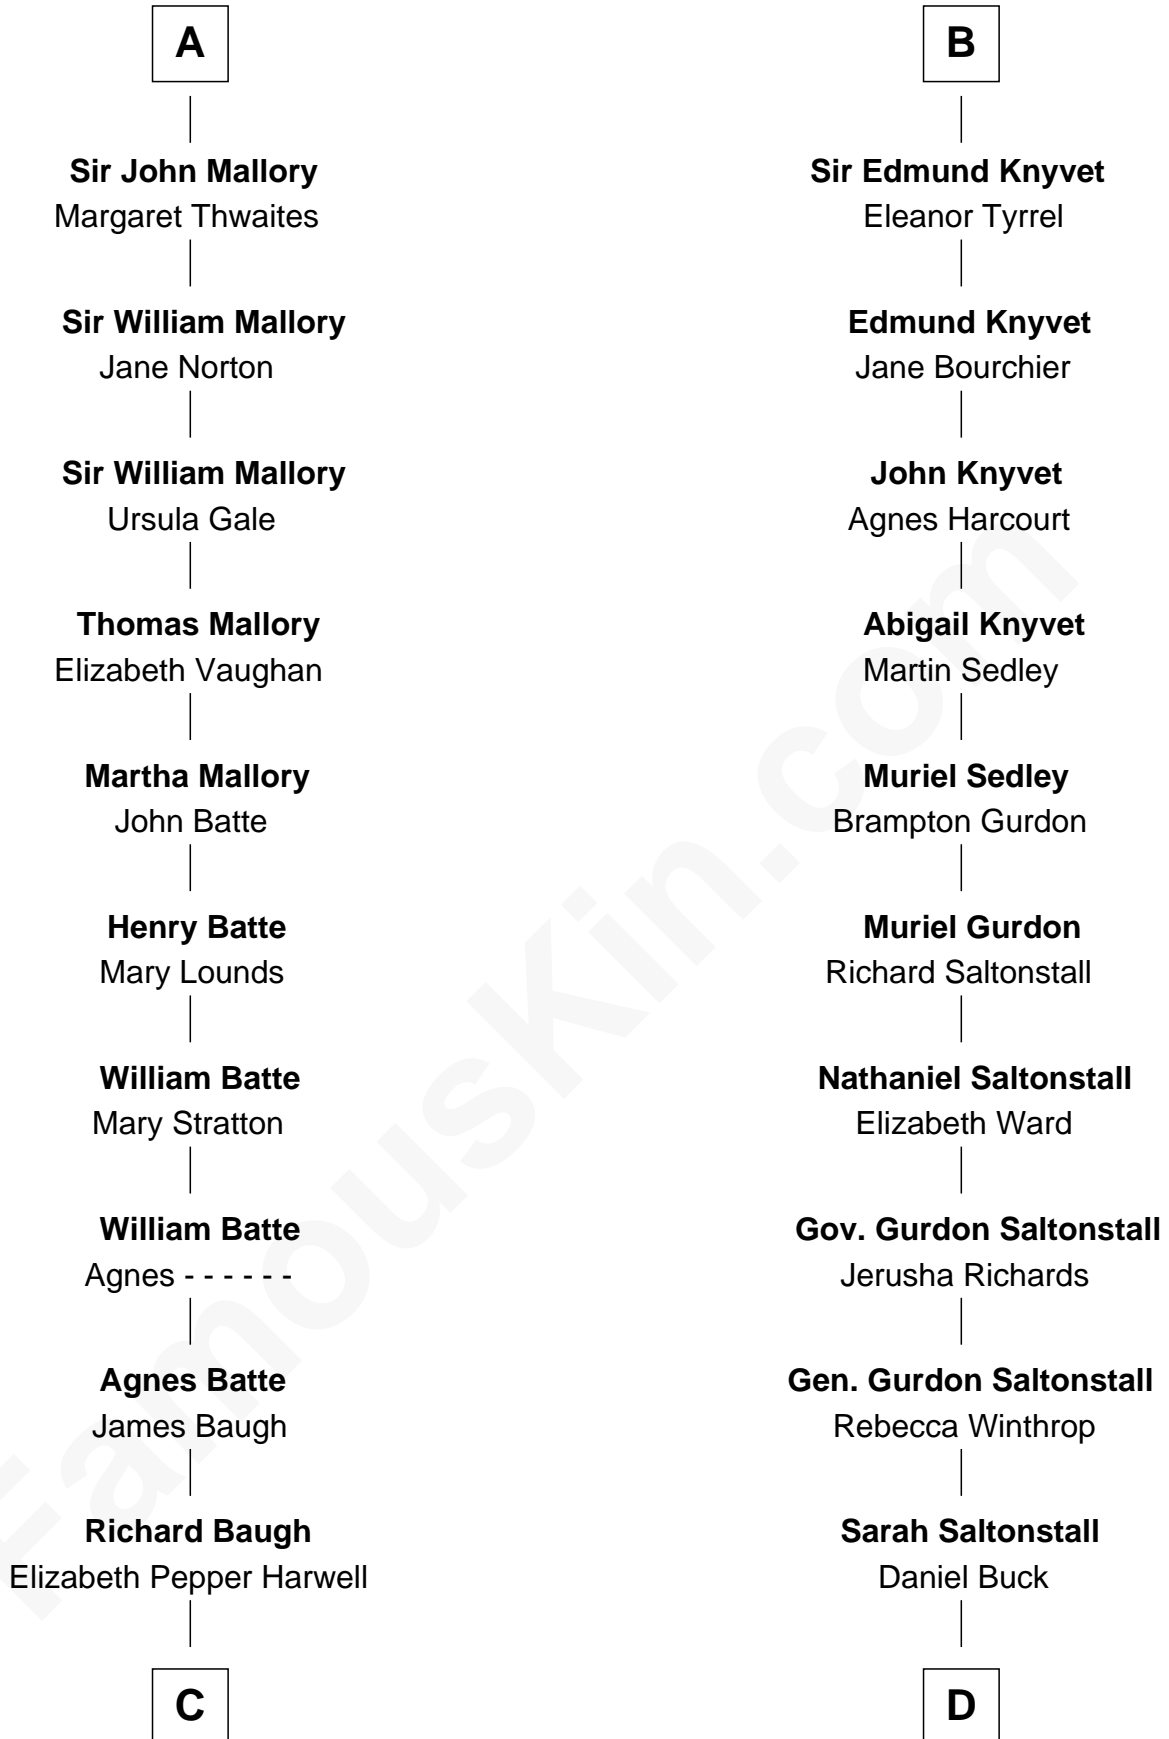 A
Sir John Mallory
Margaret Thwaites
Sir William Mallory
Jane Norton
Sir William Mallory
Ursula Gale
Thomas Mallory
Elizabeth Vaughan
Martha Mallory
John Batte
Henry Batte
Mary Lounds
William Batte
Mary Stratton
William Batte
Agnes - - - - - -
Agnes Batte
James Baugh
Richard Baugh
Elizabeth Pepper Harwell
C
B
Sir Edmund Knyvet
Eleanor Tyrrel
Edmund Knyvet
Jane Bourchier
John Knyvet
Agnes Harcourt
Abigail Knyvet
Martin Sedley
Muriel Sedley
Brampton Gurdon
Muriel Gurdon
Richard Saltonstall
Nathaniel Saltonstall
Elizabeth Ward
Gov. Gurdon Saltonstall
Jerusha Richards
Gen. Gurdon Saltonstall
Rebecca Winthrop
Sarah Saltonstall
Daniel Buck
D
FamousKin.com